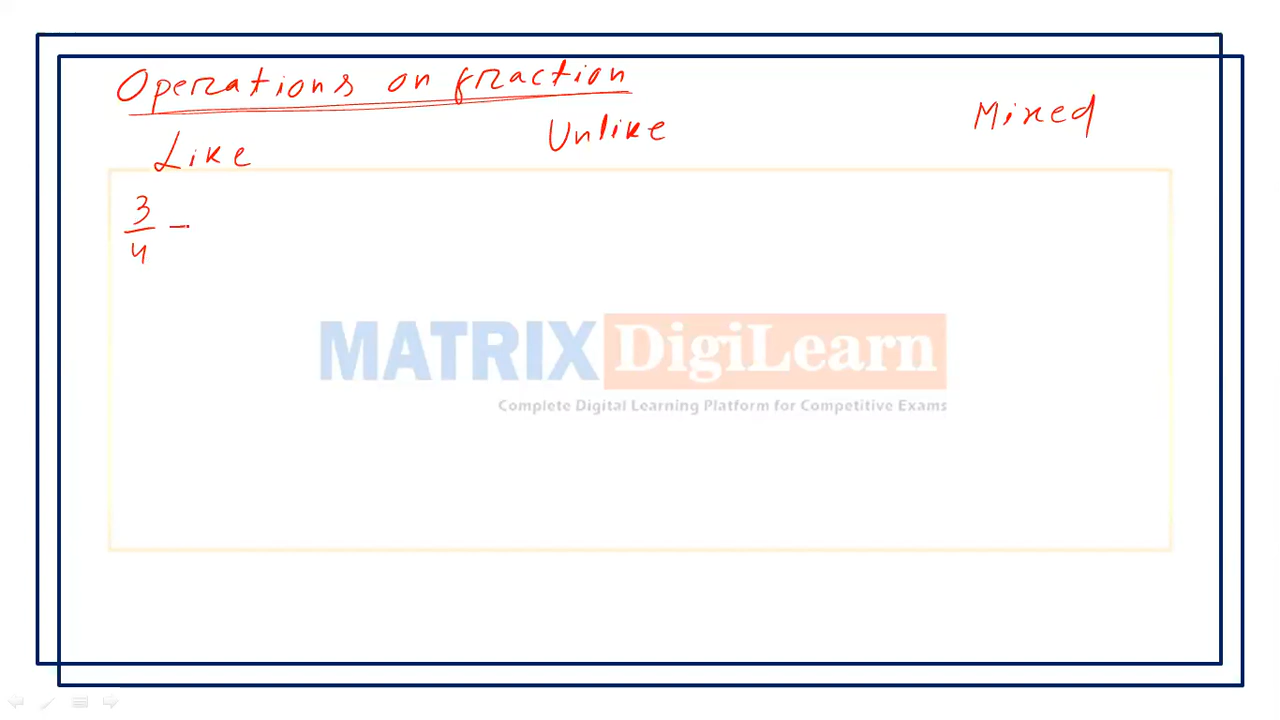 Operations on fraction
Like Unlike Mixed
3/4 -
MATRIX DigiLearn
Complete Digital Learning Platform for Competitive Exams